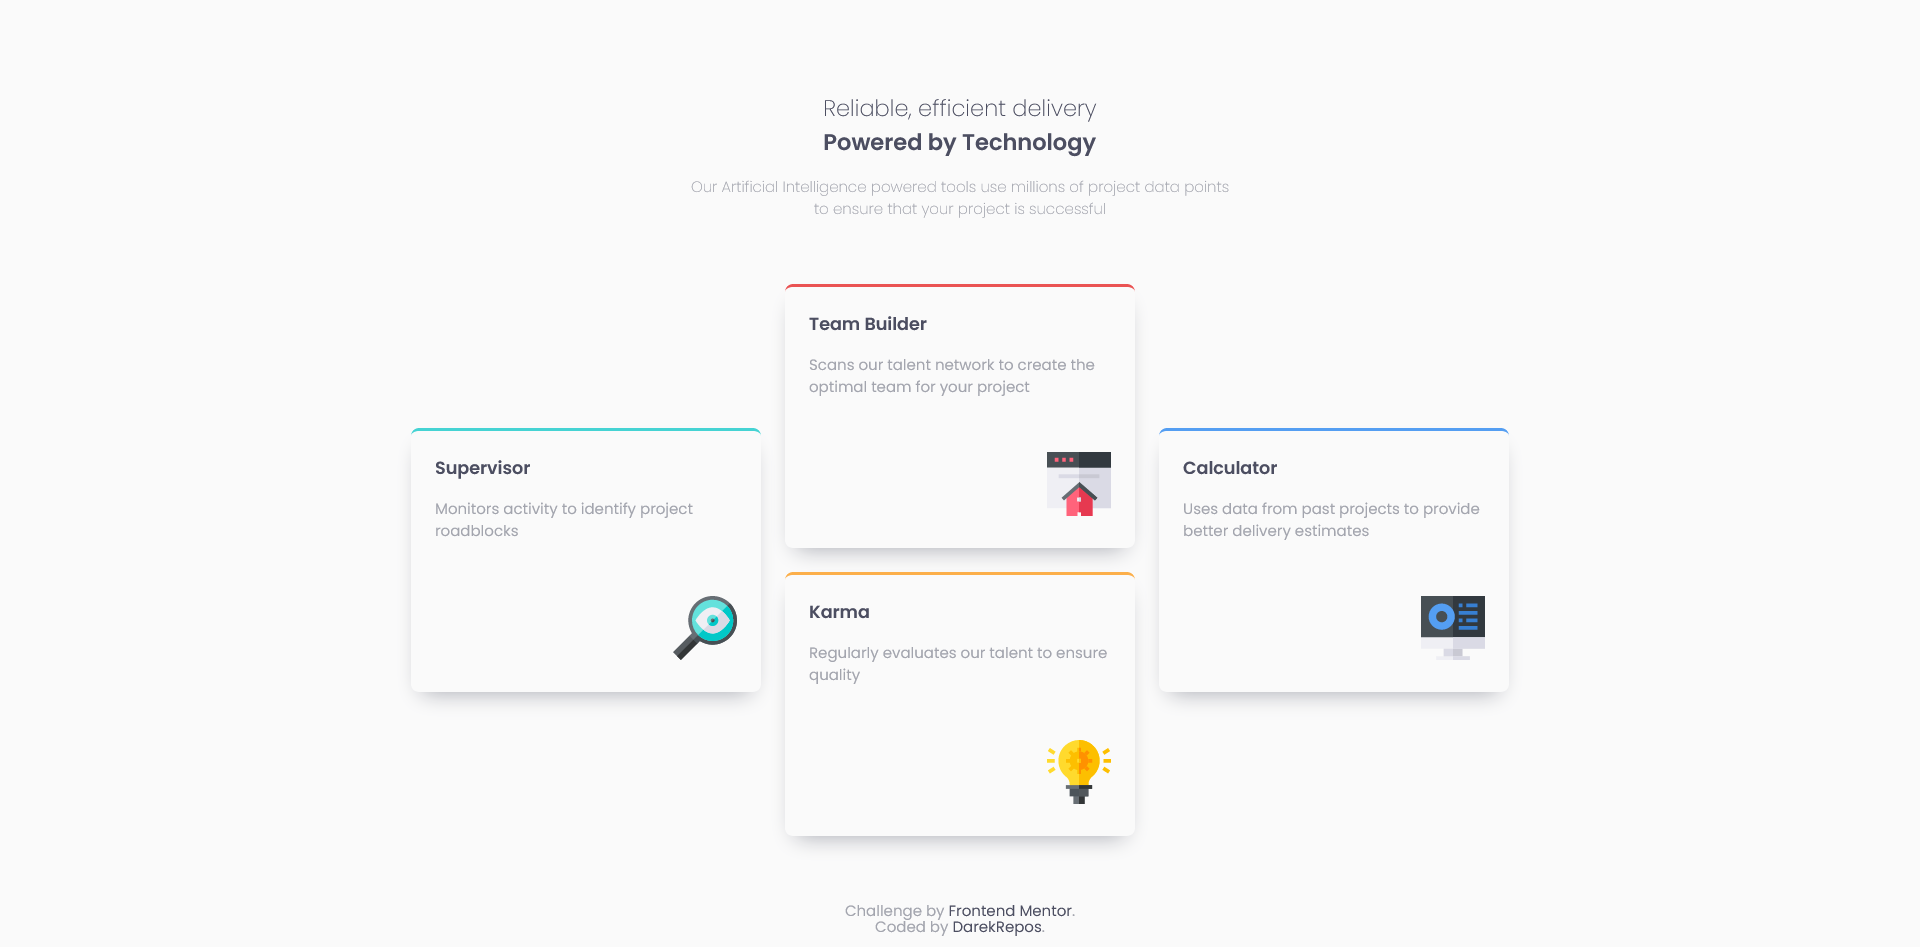 Reliable, efficient delivery
Powered by Technology
Our Artificial Intelligence powered tools use millions of project data points
to ensure that your project is successful
Supervisor
Monitors activity to identify project
roadblocks
Team Builder
Scans our talent network to create the
optimal team for your project
Karma
Regularly evaluates our talent to ensure
quality
Calculator
Uses data from past projects to provide
better delivery estimates
Challenge by Frontend Mentor.
Coded by DarekRepos.